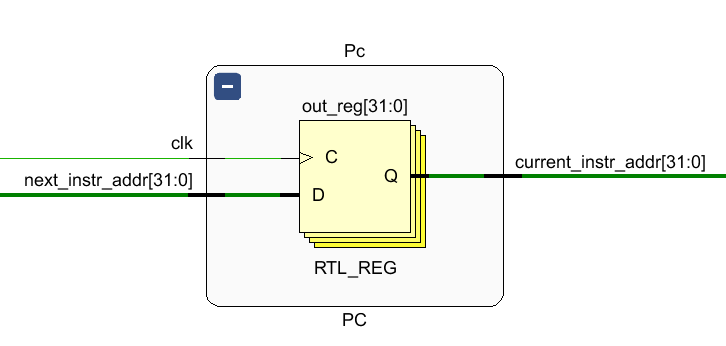 Pc
out_reg[31:0]
clk
C
next_instr_addr[31:0]
D
Q
current_instr_addr[31:0]
RTL_REG
PC